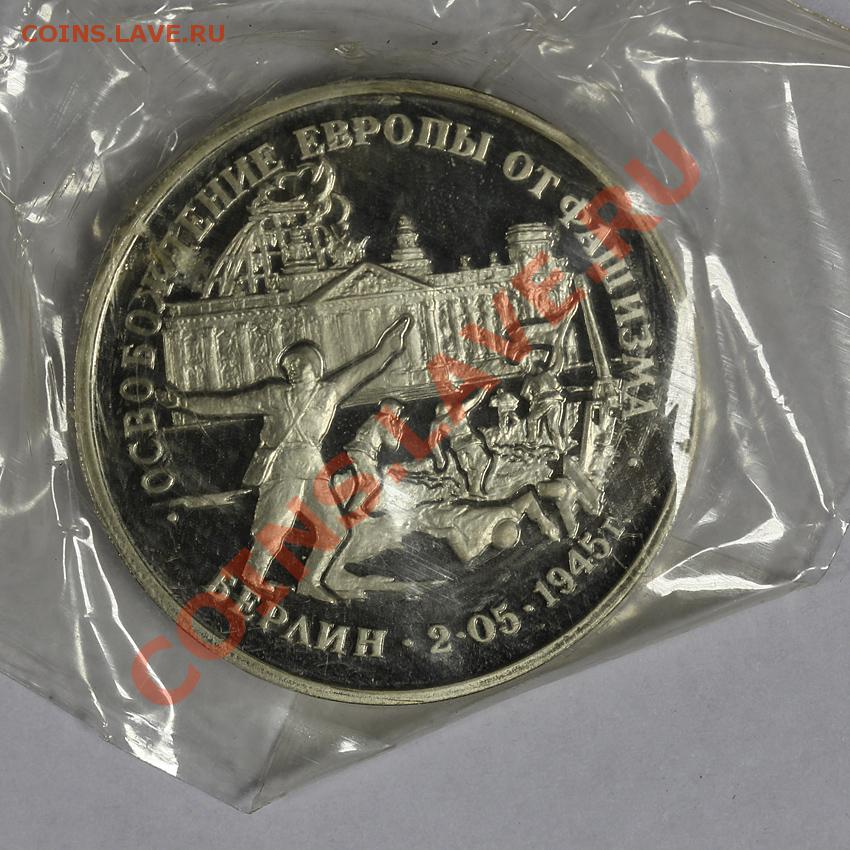 COINS.LAVE.RU
· ОСВОБОЖДЕНИЕ ЕВРОПЫ ОТ ФАШИЗМА ·
БЕРЛИН · 2·05·1945г.
COINS.LAVE.RU